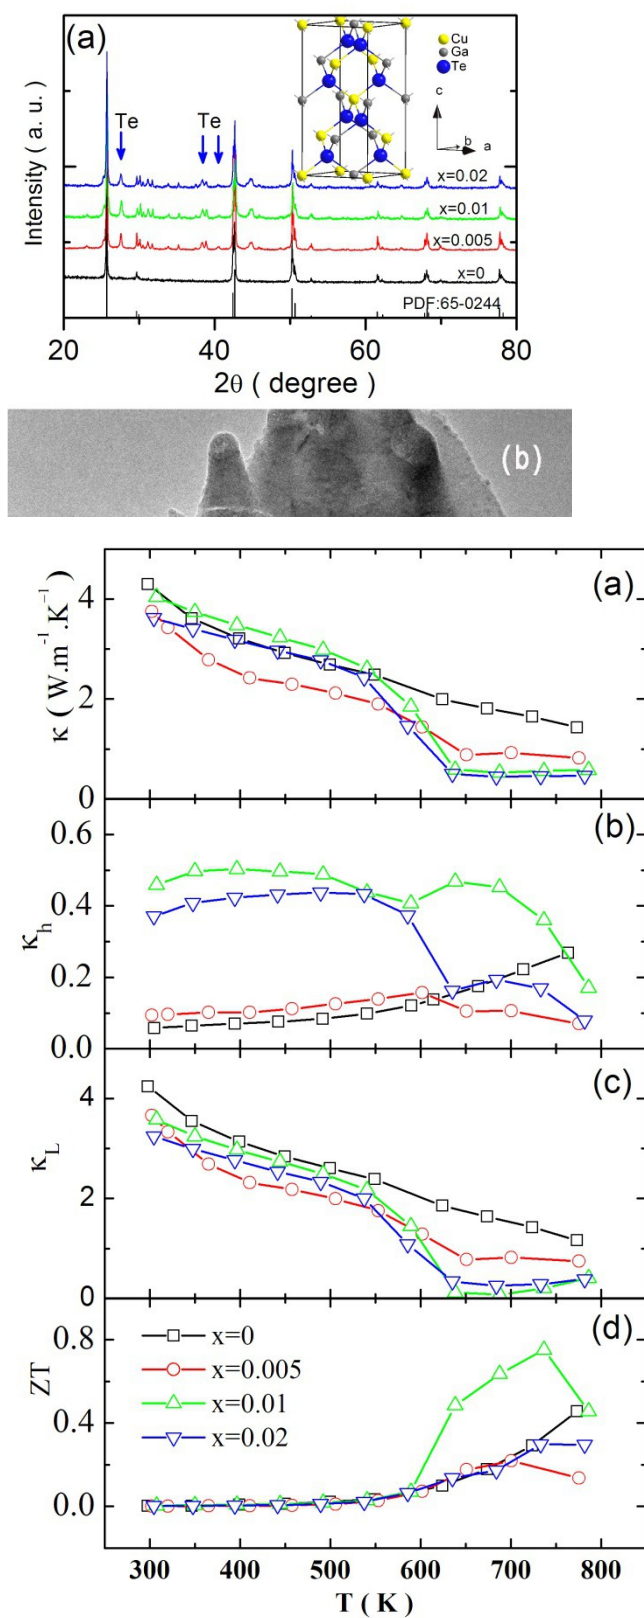 (a)
Cu
Ga
Te
c
b
a
Te Te
x=0.02
x=0.01
x=0.005
x=0
PDF:65-0244
Intensity ( a. u. )
20 40 60 80
2θ ( degree )
(b)
(a)
4
2
0
κ ( W.m⁻¹.K⁻¹)
(b)
0.6
0.4
0.2
0.0
κh
(c)
4
2
0
κL
(d)
0.8
0.4
0.0
ZT
x=0
x=0.005
x=0.01
x=0.02
300 400 500 600 700 800
T ( K )